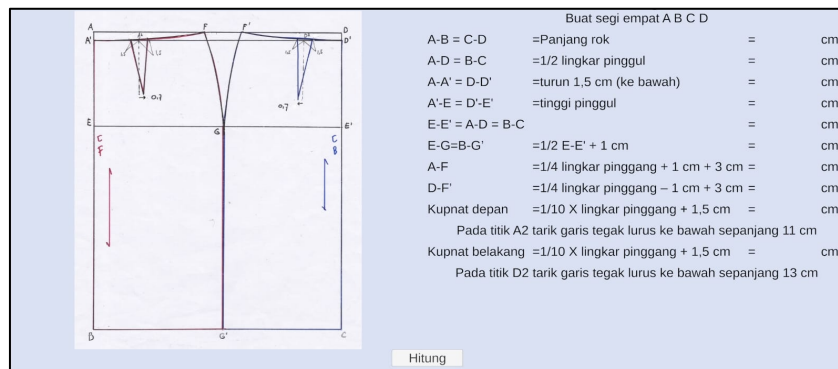 Buat segi empat A B C D
A-B = C-D =Panjang rok = cm
A-D = B-C =1/2 lingkar pinggul = cm
A-A' = D-D' =turun 1,5 cm (ke bawah) = cm
A'-E = D'-E' =tinggi pinggul = cm
E-E' = A-D = B-C = cm
E-G=B-G' =1/2 E-E' + 1 cm = cm
A-F =1/4 lingkar pinggang + 1 cm + 3 cm = cm
D-F' =1/4 lingkar pinggang – 1 cm + 3 cm = cm
Kupnat depan =1/10 X lingkar pinggang + 1,5 cm = cm
Pada titik A2 tarik garis tegak lurus ke bawah sepanjang 11 cm
Kupnat belakang =1/10 X lingkar pinggang + 1,5 cm = cm
Pada titik D2 tarik garis tegak lurus ke bawah sepanjang 13 cm
A F F' D
A' D'
0.7 0.7
E G E'
C C
F B
B G' C
Hitung